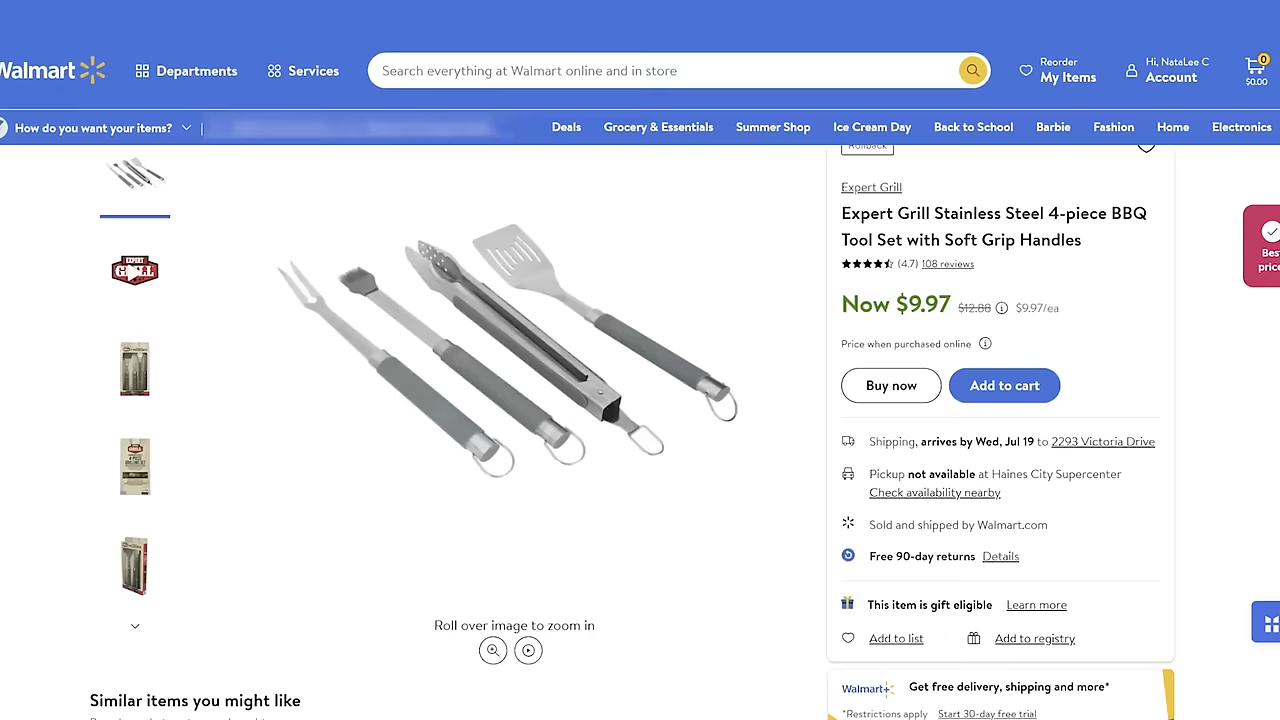 Walmart
Departments
Services
Search everything at Walmart online and in store
Reorder
My Items
Hi, NataLee C
Account
0
$0.00
How do you want your items?
Deals
Grocery & Essentials
Summer Shop
Ice Cream Day
Back to School
Barbie
Fashion
Home
Electronics
Rollback
Expert Grill
Expert Grill Stainless Steel 4-piece BBQ
Tool Set with Soft Grip Handles
(4.7) 108 reviews
Now $9.97 $12.88 $9.97/ea
Price when purchased online
Buy now
Add to cart
Shipping, arrives by Wed, Jul 19 to 2293 Victoria Drive
Pickup not available at Haines City Supercenter
Check availability nearby
Sold and shipped by Walmart.com
Free 90-day returns Details
This item is gift eligible Learn more
Add to list
Add to registry
Walmart+
Get free delivery, shipping and more*
*Restrictions apply Start 30-day free trial
EXPERT
GRILL
Roll over image to zoom in
Similar items you might like